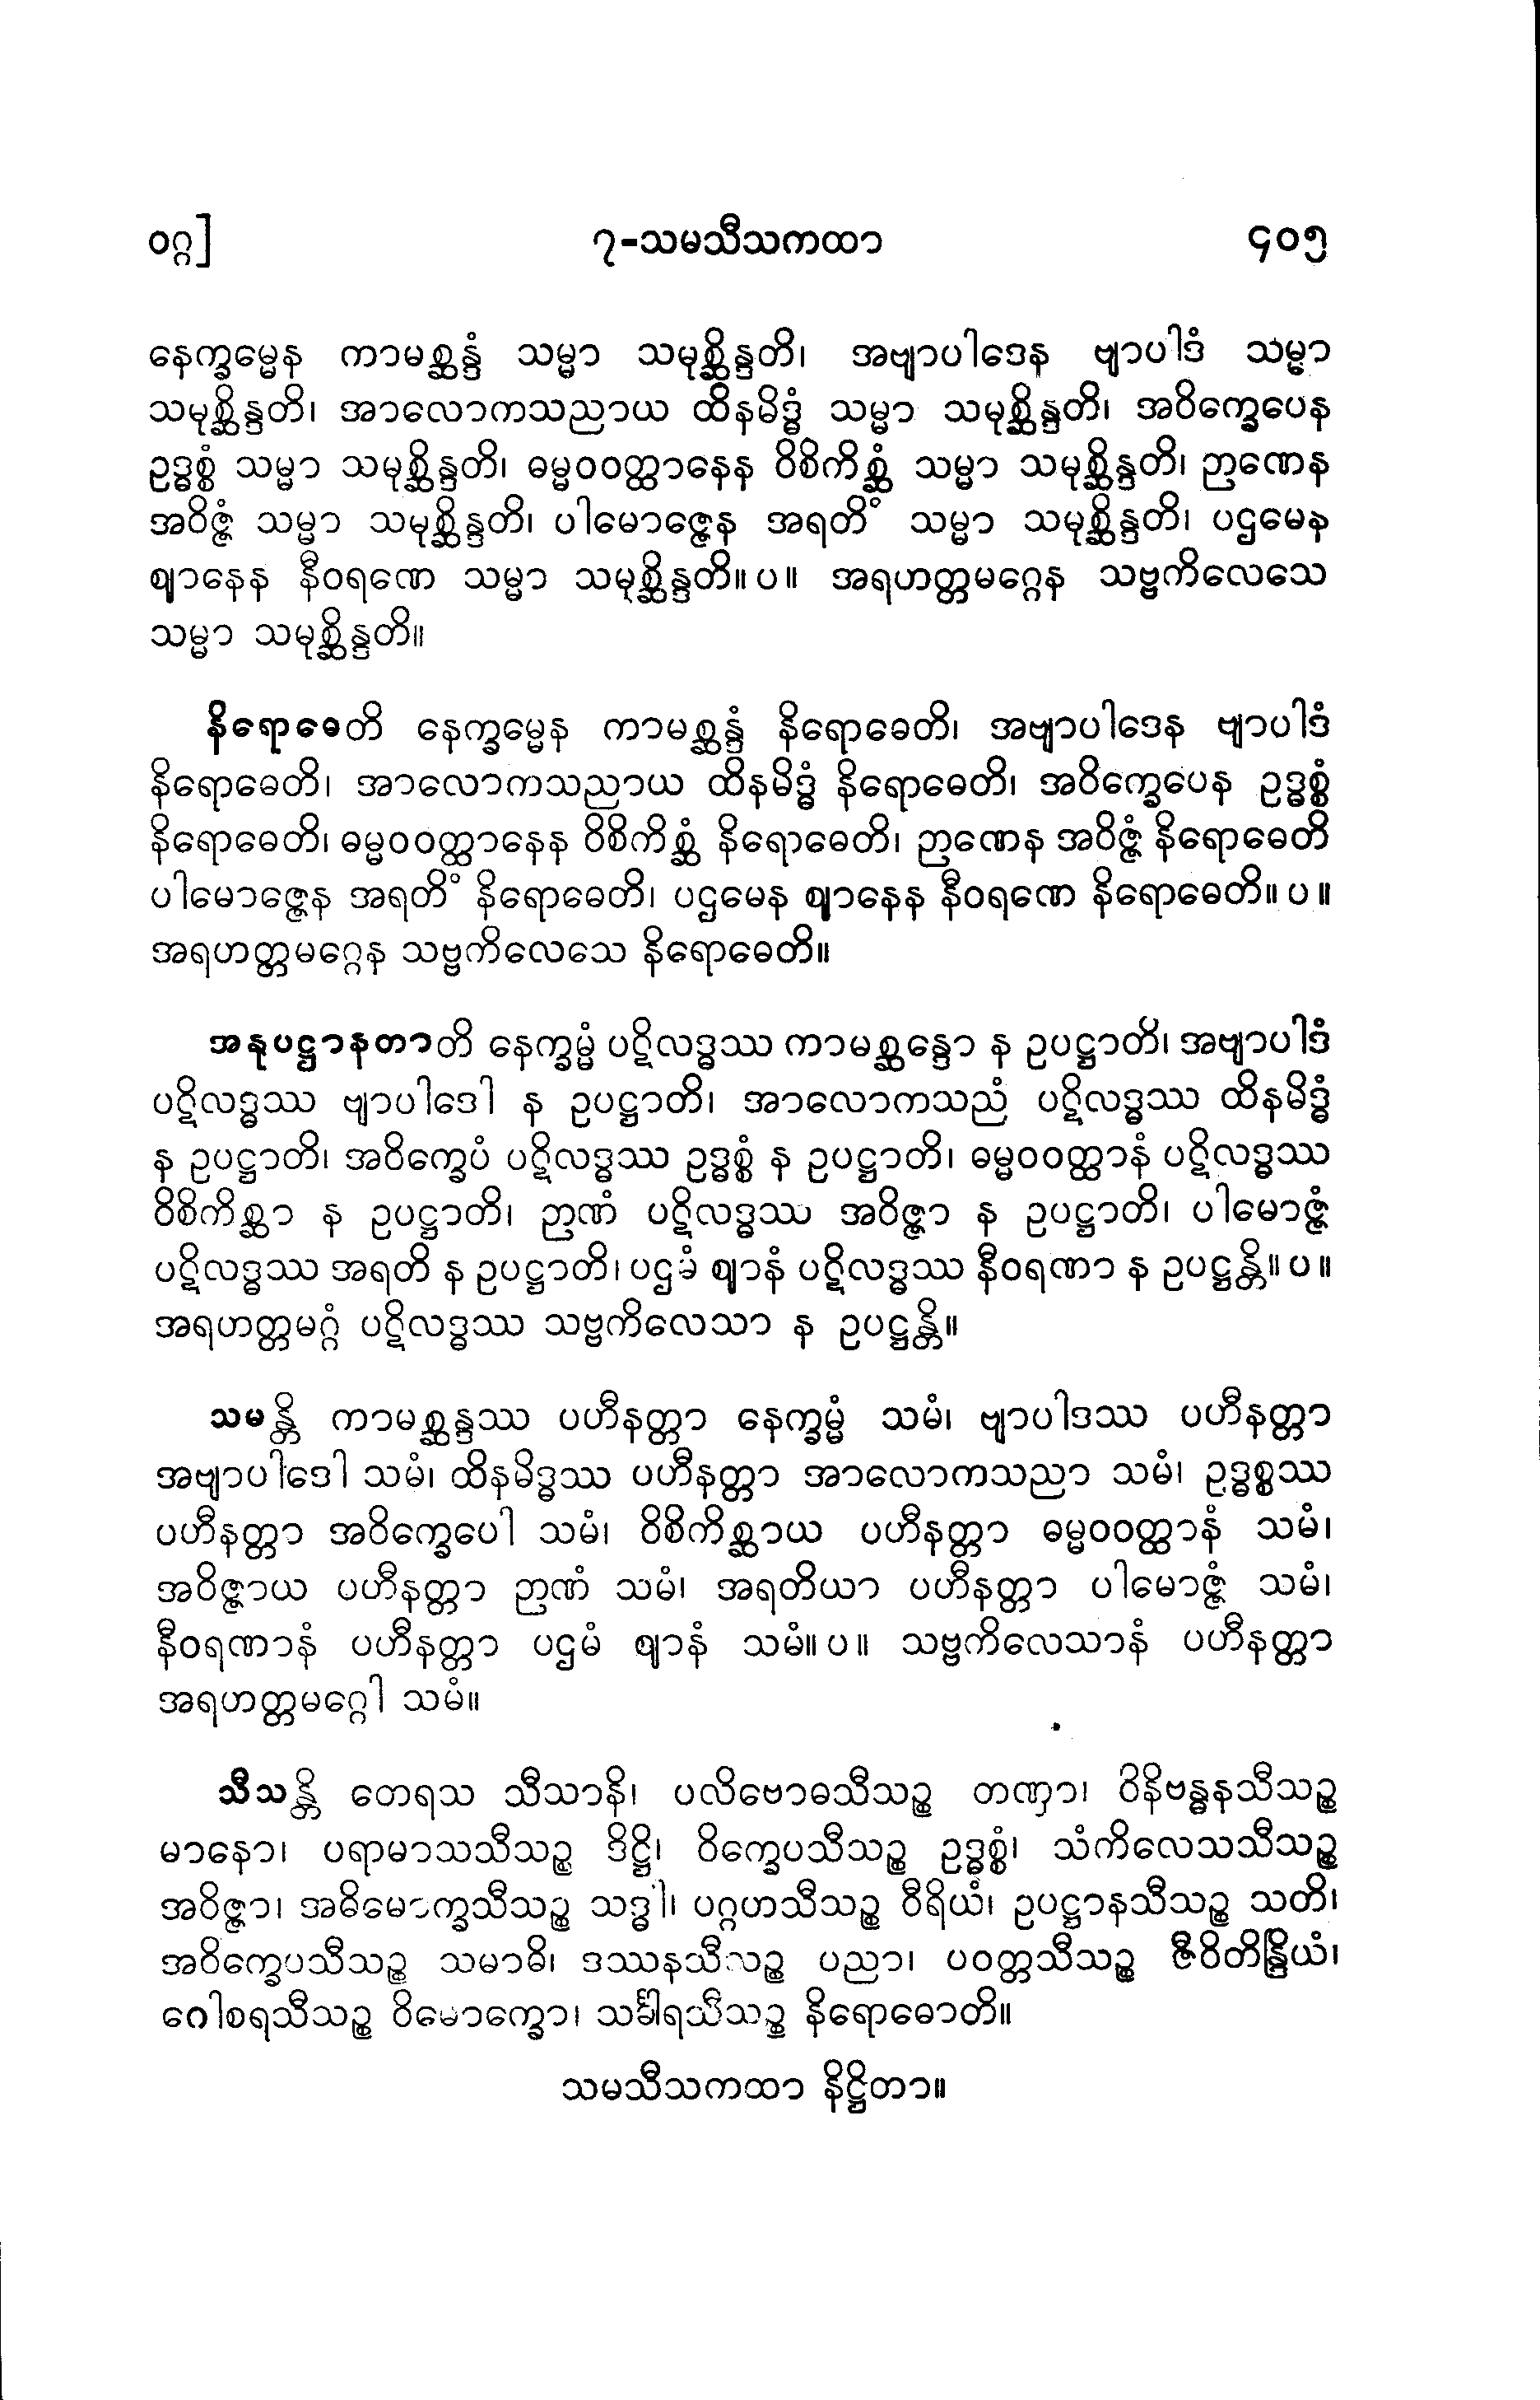 ဝဂ္ဂ]
၇-သမသီသကထာ
၄၀၅
နေက္ခမ္မေန ကာမစ္ဆန္ဒံ သမ္မာ သမုစ္ဆိန္ဒတိ၊ အဗျာပါဒေန ဗျာပါဒံ သမ္မာ
သမုစ္ဆိန္ဒတိ၊ အာလောကသညာယ ထိနမိဒ္ဓံ သမ္မာ သမုစ္ဆိန္ဒတိ၊ အဝိက္ခေပေန
ဥဒ္ဓစ္စံ သမ္မာ သမုစ္ဆိန္ဒတိ၊ ဓမ္မဝဝတ္ထာနေန ဝိစိကိစ္ဆံ သမ္မာ သမုစ္ဆိန္ဒတိ၊ ဉာဏေန
အဝိဇ္ဇံ သမ္မာ သမုစ္ဆိန္ဒတိ၊ ပါမောဇ္ဇေန အရတိံ သမ္မာ သမုစ္ဆိန္ဒတိ၊ ပဌမေန
ဈာနေန နီဝရဏေ သမ္မာ သမုစ္ဆိန္ဒတိ။ ပ။ အရဟတ္တမဂ္ဂေန သဗ္ဗကိလေသေ
သမ္မာ သမုစ္ဆိန္ဒတိ။
နိရောဓေတိ နေက္ခမ္မေန ကာမစ္ဆန္ဒံ နိရောဓေတိ၊ အဗျာပါဒေန ဗျာပါဒံ
နိရောဓေတိ၊ အာလောကသညာယ ထိနမိဒ္ဓံ နိရောဓေတိ၊ အဝိက္ခေပေန ဥဒ္ဓစ္စံ
နိရောဓေတိ၊ ဓမ္မဝဝတ္ထာနေန ဝိစိကိစ္ဆံ နိရောဓေတိ၊ ဉာဏေန အဝိဇ္ဇံ နိရောဓေတိ
ပါမောဇ္ဇေန အရတိံ နိရောဓေတိ၊ ပဌမေန ဈာနေန နီဝရဏေ နိရောဓေတိ။ ပ။
အရဟတ္တမဂ္ဂေန သဗ္ဗကိလေသေ နိရောဓေတိ။
အနုပဋ္ဌာနတာတိ နေက္ခမ္မံ ပဋိလဒ္ဓဿ ကာမစ္ဆန္ဒော န ဥပဋ္ဌာတိ၊ အဗျာပါဒံ
ပဋိလဒ္ဓဿ ဗျာပါဒေါ န ဥပဋ္ဌာတိ၊ အာလောကသညံ ပဋိလဒ္ဓဿ ထိနမိဒ္ဓံ
န ဥပဋ္ဌာတိ၊ အဝိက္ခေပံ ပဋိလဒ္ဓဿ ဥဒ္ဓစ္စံ န ဥပဋ္ဌာတိ၊ ဓမ္မဝဝတ္ထာနံ ပဋိလဒ္ဓဿ
ဝိစိကိစ္ဆာ န ဥပဋ္ဌာတိ၊ ဉာဏံ ပဋိလဒ္ဓဿ အဝိဇ္ဇာ န ဥပဋ္ဌာတိ၊ ပါမောဇ္ဇံ
ပဋိလဒ္ဓဿ အရတိ န ဥပဋ္ဌာတိ၊ ပဌမံ ဈာနံ ပဋိလဒ္ဓဿ နီဝရဏာ န ဥပဋ္ဌန္တိ။ ပ။
အရဟတ္တမဂ္ဂံ ပဋိလဒ္ဓဿ သဗ္ဗကိလေသာ န ဥပဋ္ဌန္တိ။
သမန္တိ ကာမစ္ဆန္ဒဿ ပဟီနတ္တာ နေက္ခမ္မံ သမံ၊ ဗျာပါဒဿ ပဟီနတ္တာ
အဗျာပါဒေါ သမံ၊ ထိနမိဒ္ဓဿ ပဟီနတ္တာ အာလောကသညာ သမံ၊ ဥဒ္ဓစ္စဿ
ပဟီနတ္တာ အဝိက္ခေပေါ သမံ၊ ဝိစိကိစ္ဆာယ ပဟီနတ္တာ ဓမ္မဝဝတ္ထာနံ သမံ၊
အဝိဇ္ဇာယ ပဟီနတ္တာ ဉာဏံ သမံ၊ အရတိယာ ပဟီနတ္တာ ပါမောဇ္ဇံ သမံ၊
နီဝရဏာနံ ပဟီနတ္တာ ပဌမံ ဈာနံ သမံ။ ပ။ သဗ္ဗကိလေသာနံ ပဟီနတ္တာ
အရဟတ္တမဂ္ဂေါ သမံ။
သီသန္တိ တေရသ သီသာနိ၊ ပလိဗောဓသီသဉ္စ တဏှာ၊ ဝိနိဗန္ဓနသီသဉ္စ
မာနော၊ ပရာမာသသီသဉ္စ ဒိဋ္ဌိ၊ ဝိက္ခေပသီသဉ္စ ဥဒ္ဓစ္စံ၊ သံကိလေသသီသဉ္စ
အဝိဇ္ဇာ၊ အဓိမောက္ခသီသဉ္စ သဒ္ဓါ၊ ပဂ္ဂဟသီသဉ္စ ဝီရိယံ၊ ဥပဋ္ဌာနသီသဉ္စ သတိ၊
အဝိက္ခေပသီသဉ္စ သမာဓိ၊ ဒဿနသီသဉ္စ ပညာ၊ ပဝတ္တသီသဉ္စ ဇီဝိတိန္ဒြိယံ၊
ဂေါစရသီသဉ္စ ဝိမောက္ခော၊ သင်္ခါရသီသဉ္စ နိရောဓောတိ။
သမသီသကထာ နိဋ္ဌိတာ။